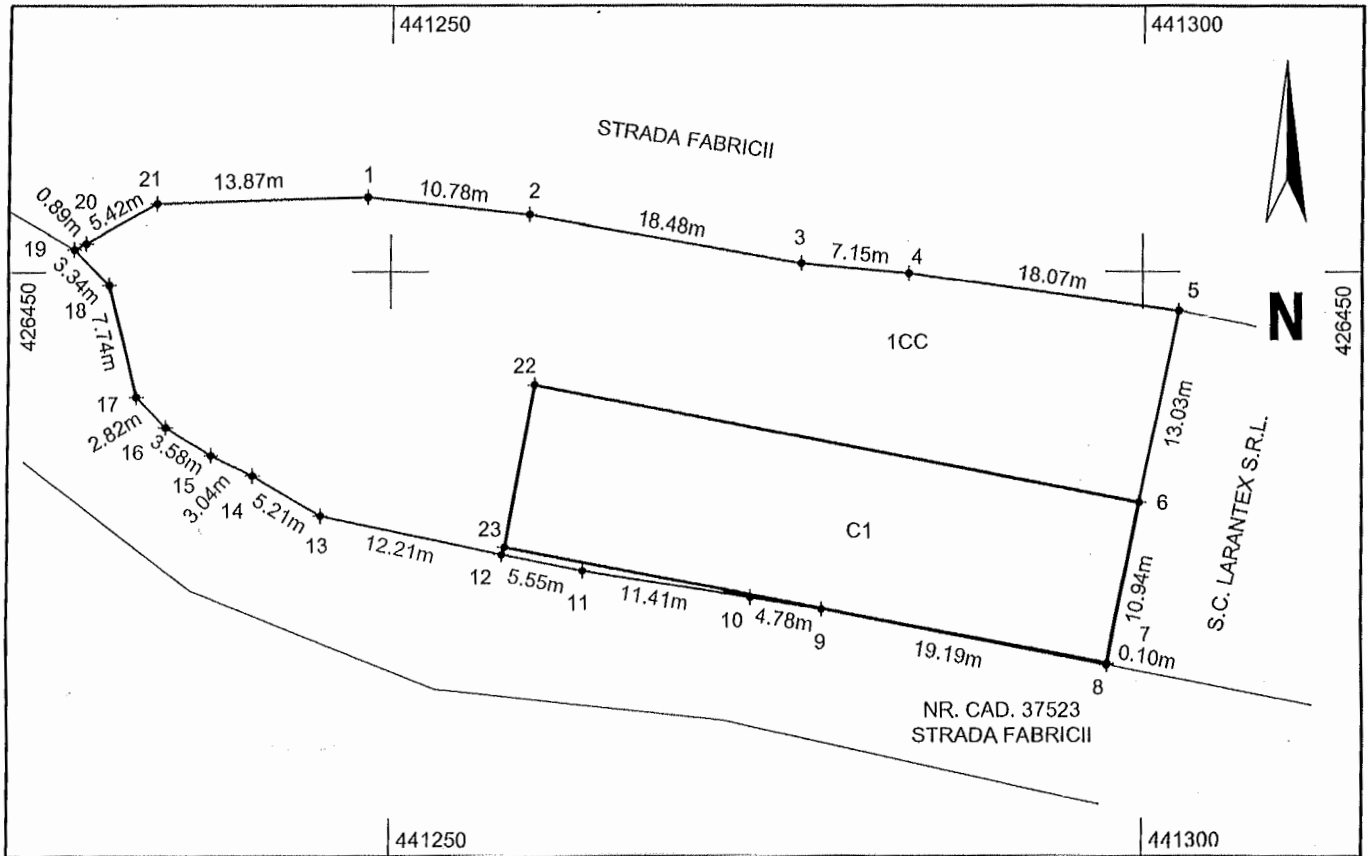 441250
441300
STRADA FABRICII
21
13.87m
1
10.78m
2
20
0.89m
5.42m
18.48m
3
7.15m
4
18.07m
5
19
3.34m
18
7.74m
426450
N
426450
1CC
22
17
2.82m
16
3.58m
15
3.04m
14
5.21m
13
12.21m
13.03m
6
C1
23
12
5.55m
11
11.41m
10
4.78m
9
19.19m
10.94m
7
0.10m
8
S.C. LARANTEX S.R.L.
NR. CAD. 37523
STRADA FABRICII
441250
441300